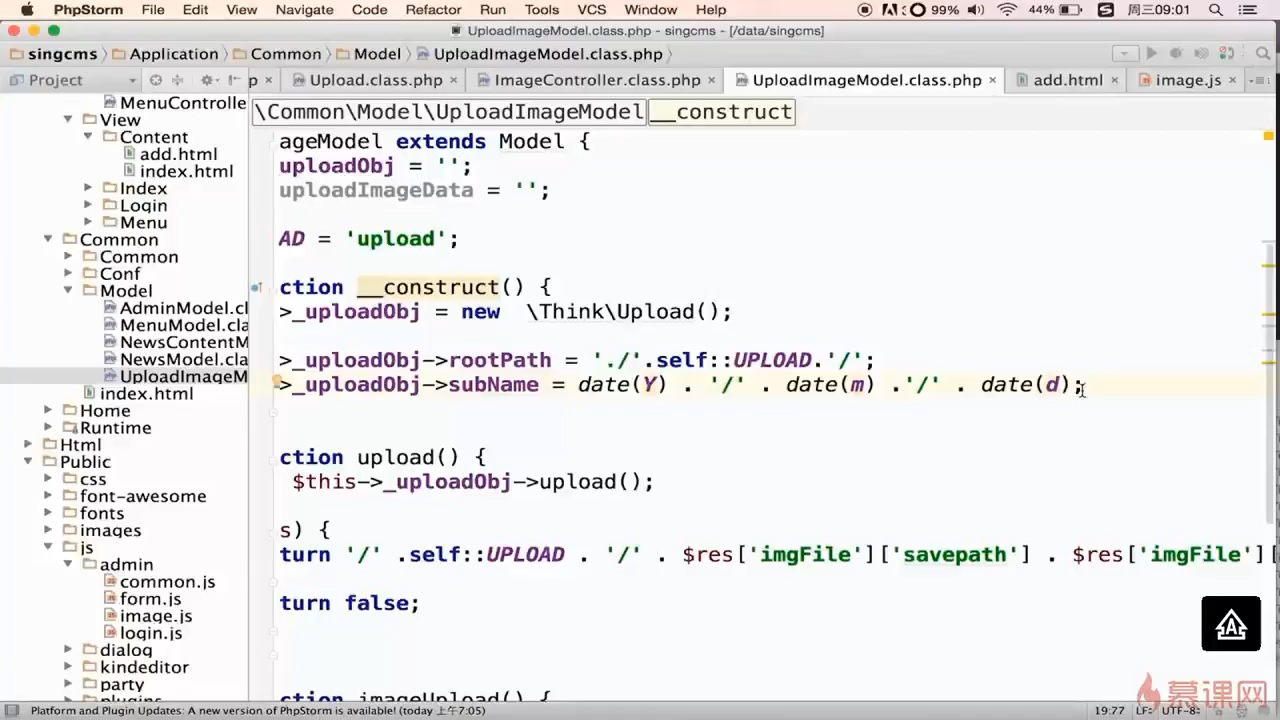 PhpStorm File Edit View Navigate Code Refactor Run Tools VCS Window Help 99% 44% 周三09:01
UploadImageModel.class.php - singcms - [/data/singcms]
singcms Application Common Model UploadImageModel.class.php
Project
p Upload.class.php ImageController.class.php UploadImageModel.class.php add.html image.js
MenuControlle
View
Content
add.html
index.html
Index
Login
Menu
Common
Common
Conf
Model
AdminModel.cl
MenuModel.cla
NewsContentM
NewsModel.cla
UploadImageM
index.html
Home
Runtime
Html
Public
css
font-awesome
fonts
images
js
admin
common.js
form.js
image.js
login.js
dialog
kindeditor
party
plugins
\Common\Model\UploadImageModel __construct
ageModel extends Model {
uploadObj = '';
uploadImageData = '';
AD = 'upload';
ction __construct() {
>_uploadObj = new  \Think\Upload();
>_uploadObj->rootPath = './'.self::UPLOAD.'/';
>_uploadObj->subName = date(Y) . '/' . date(m) .'/' . date(d);
ction upload() {
$this->_uploadObj->upload();
s) {
turn '/' .self::UPLOAD . '/' . $res['imgFile']['savepath'] . $res['imgFile'][
turn false;
ction imageUpload() {
A
慕课网
Platform and Plugin Updates: A new version of PhpStorm is available! (today 上午7:05) 19:77 LF÷ UTF-8÷